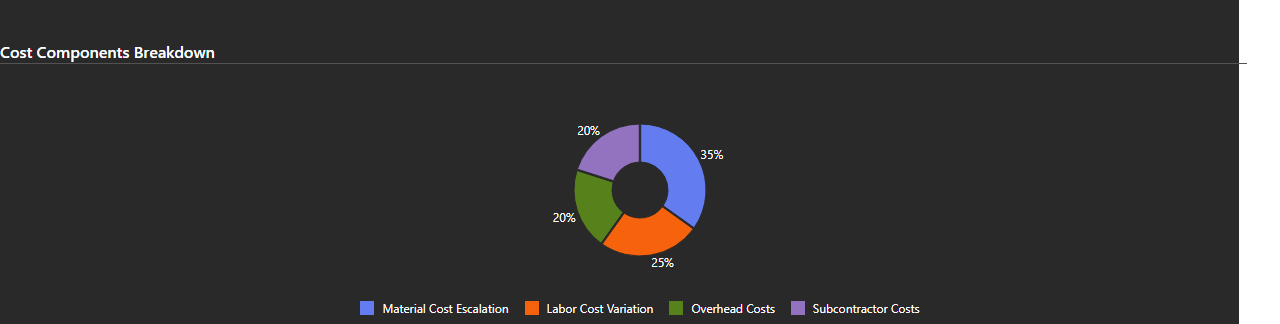 Cost Components Breakdown
20%
35%
20%
25%
Material Cost Escalation Labor Cost Variation Overhead Costs Subcontractor Costs